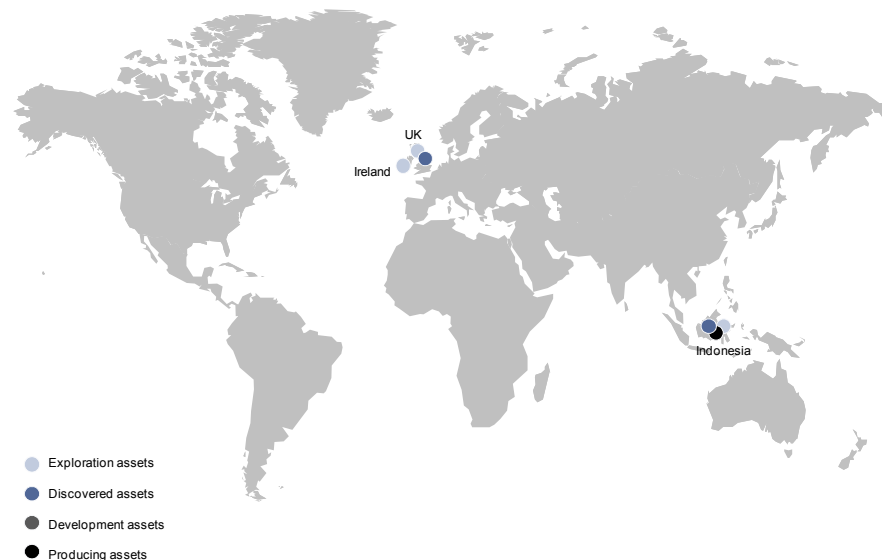 UK
Ireland
Indonesia
Exploration assets
Discovered assets
Development assets
Producing assets